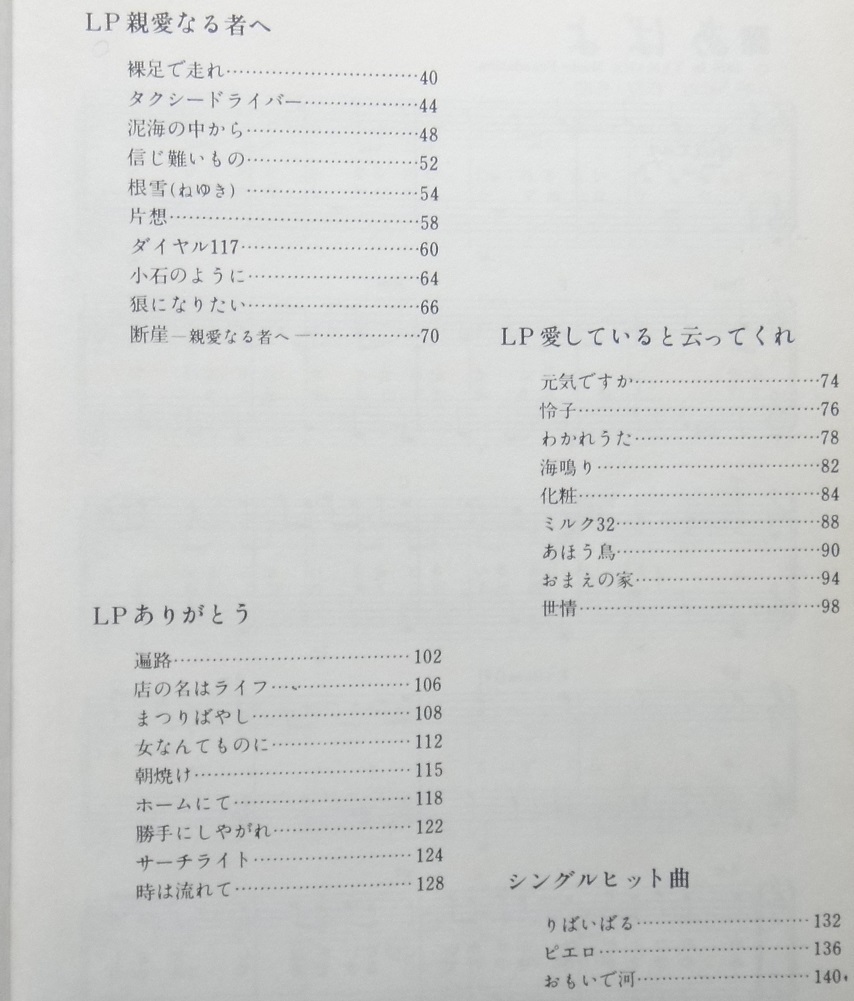 LP 親愛なる者へ
裸足で走れ……………………………40
タクシードライバー…………………44
泥海の中から…………………………48
信じ難いもの…………………………52
根雪(ねゆき)…………………………54
片想……………………………………58
ダイヤル117…………………………60
小石のように…………………………64
狼になりたい…………………………66
断崖―親愛なる者へ―………………70
LP 愛していると云ってくれ
元気ですか……………………………74
怜子……………………………………76
わかれうた……………………………78
海鳴り…………………………………82
化粧……………………………………84
ミルク32………………………………88
あほう鳥………………………………90
おまえの家……………………………94
世情……………………………………98
LP ありがとう
遍路……………………………………102
店の名はライフ………………………106
まつりばやし…………………………108
女なんてものに………………………112
朝焼け…………………………………115
ホームにて……………………………118
勝手にしやがれ………………………122
サーチライト…………………………124
時は流れて……………………………128
シングルヒット曲
りばいばる……………………………132
ピエロ…………………………………136
おもいで河……………………………140